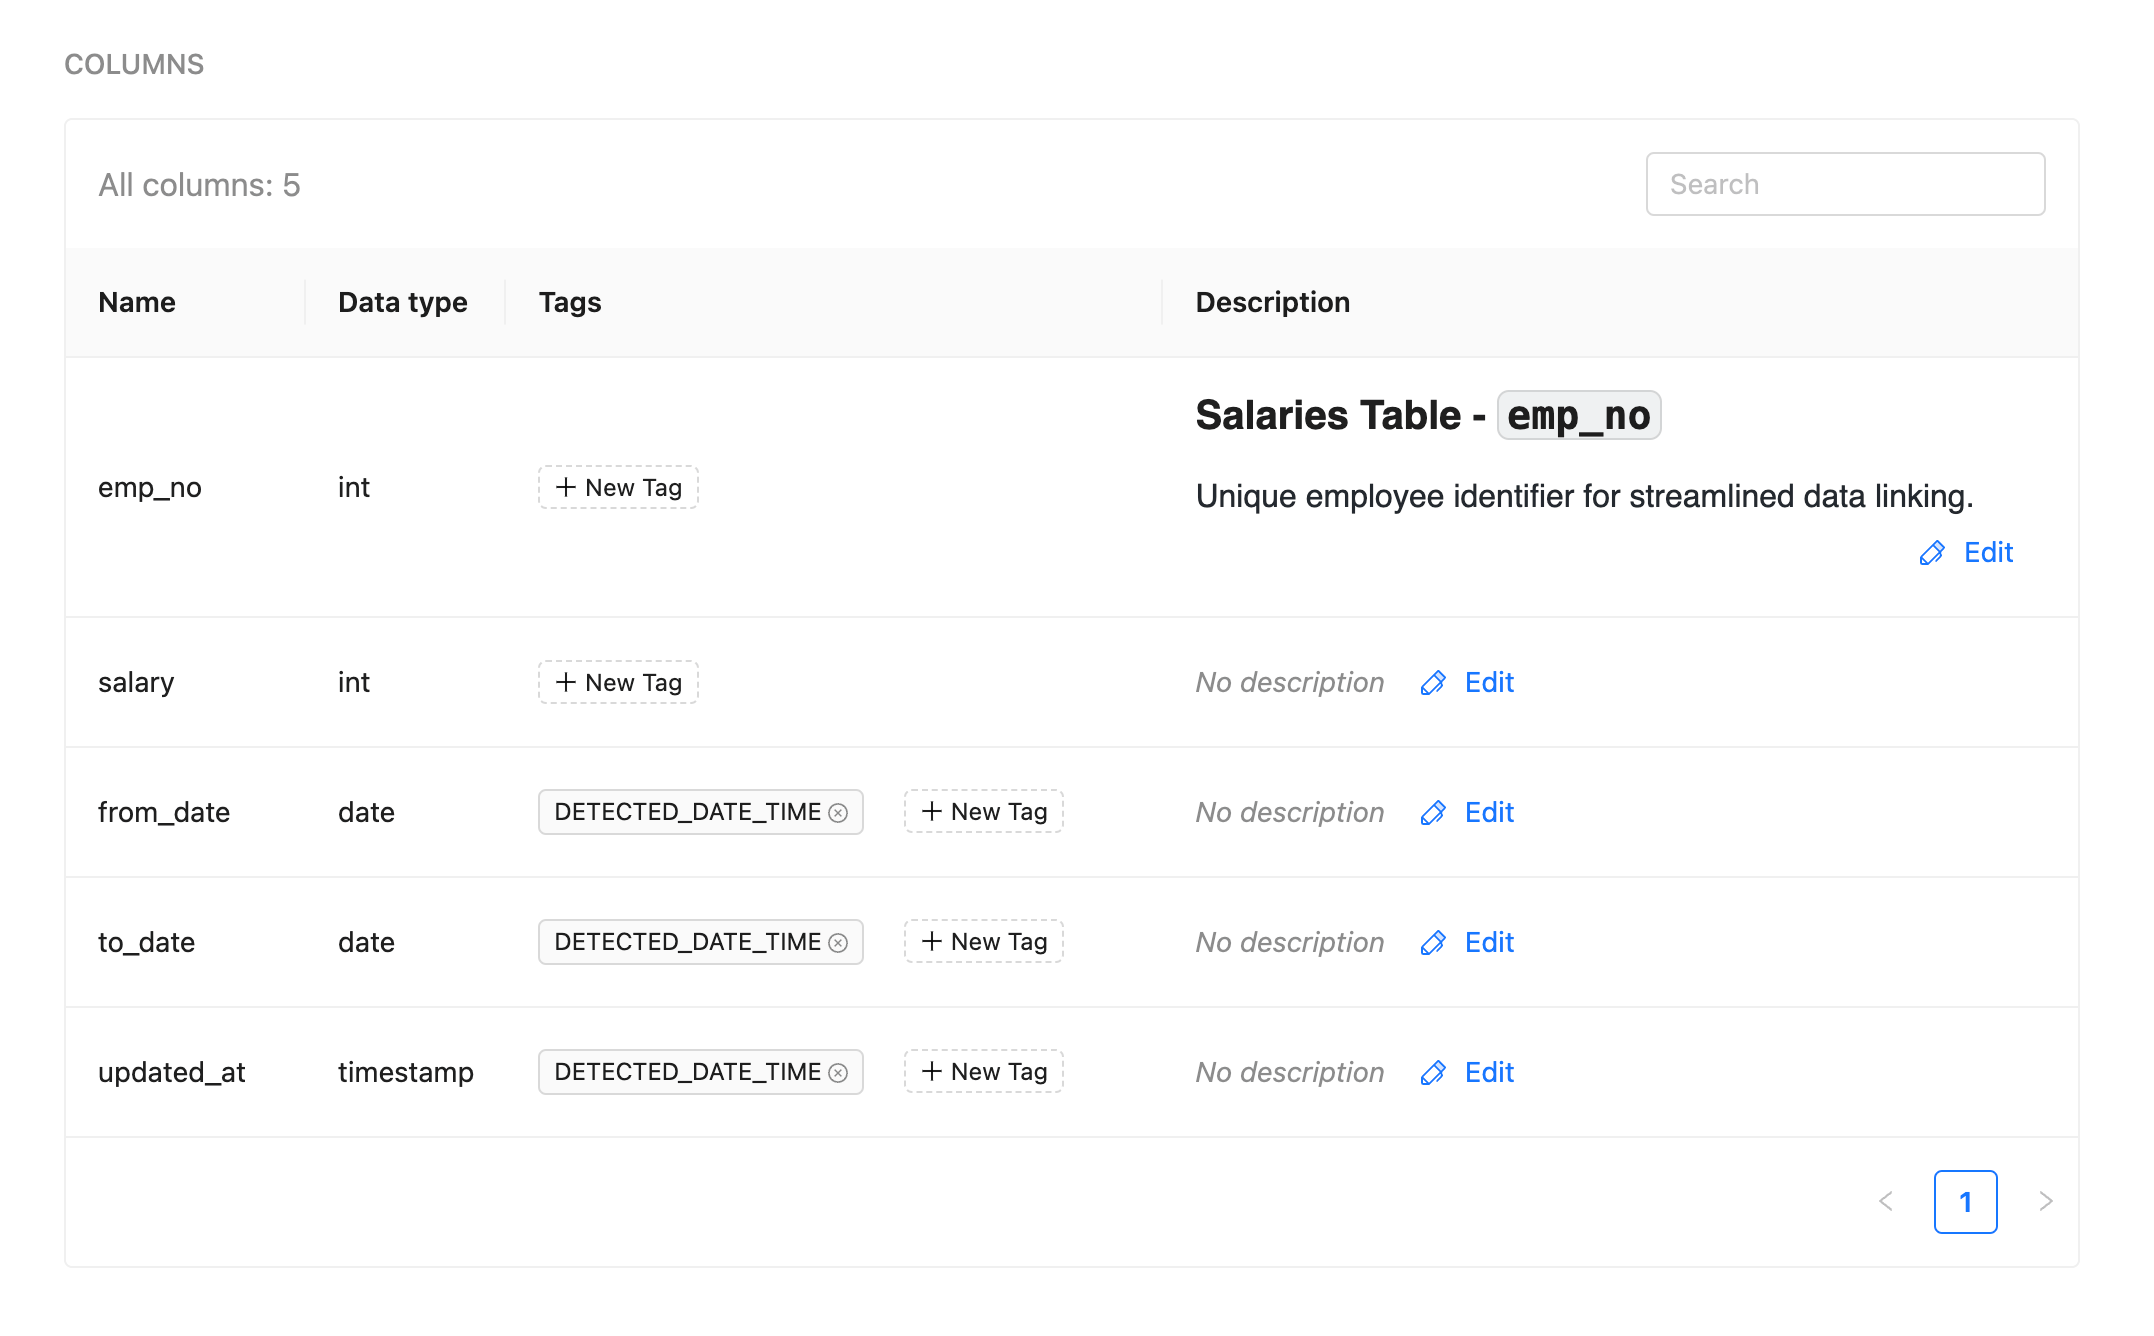 COLUMNS
All columns: 5 Search
Name Data type Tags Description
Salaries Table - emp_no
emp_no int + New Tag Unique employee identifier for streamlined data linking.
Edit
salary int + New Tag No description Edit
from_date date DETECTED_DATE_TIME + New Tag No description Edit
to_date date DETECTED_DATE_TIME + New Tag No description Edit
updated_at timestamp DETECTED_DATE_TIME + New Tag No description Edit
< 1 >